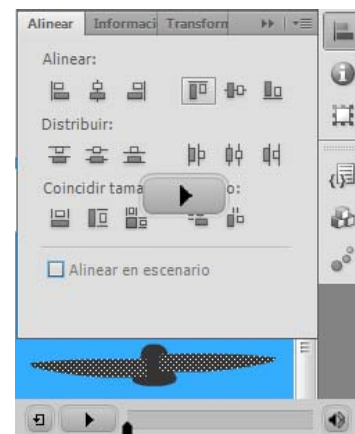 Alinear Informaci Transforn
Alinear:
Distribuir:
Coincidir tama o:
Alinear en escenario